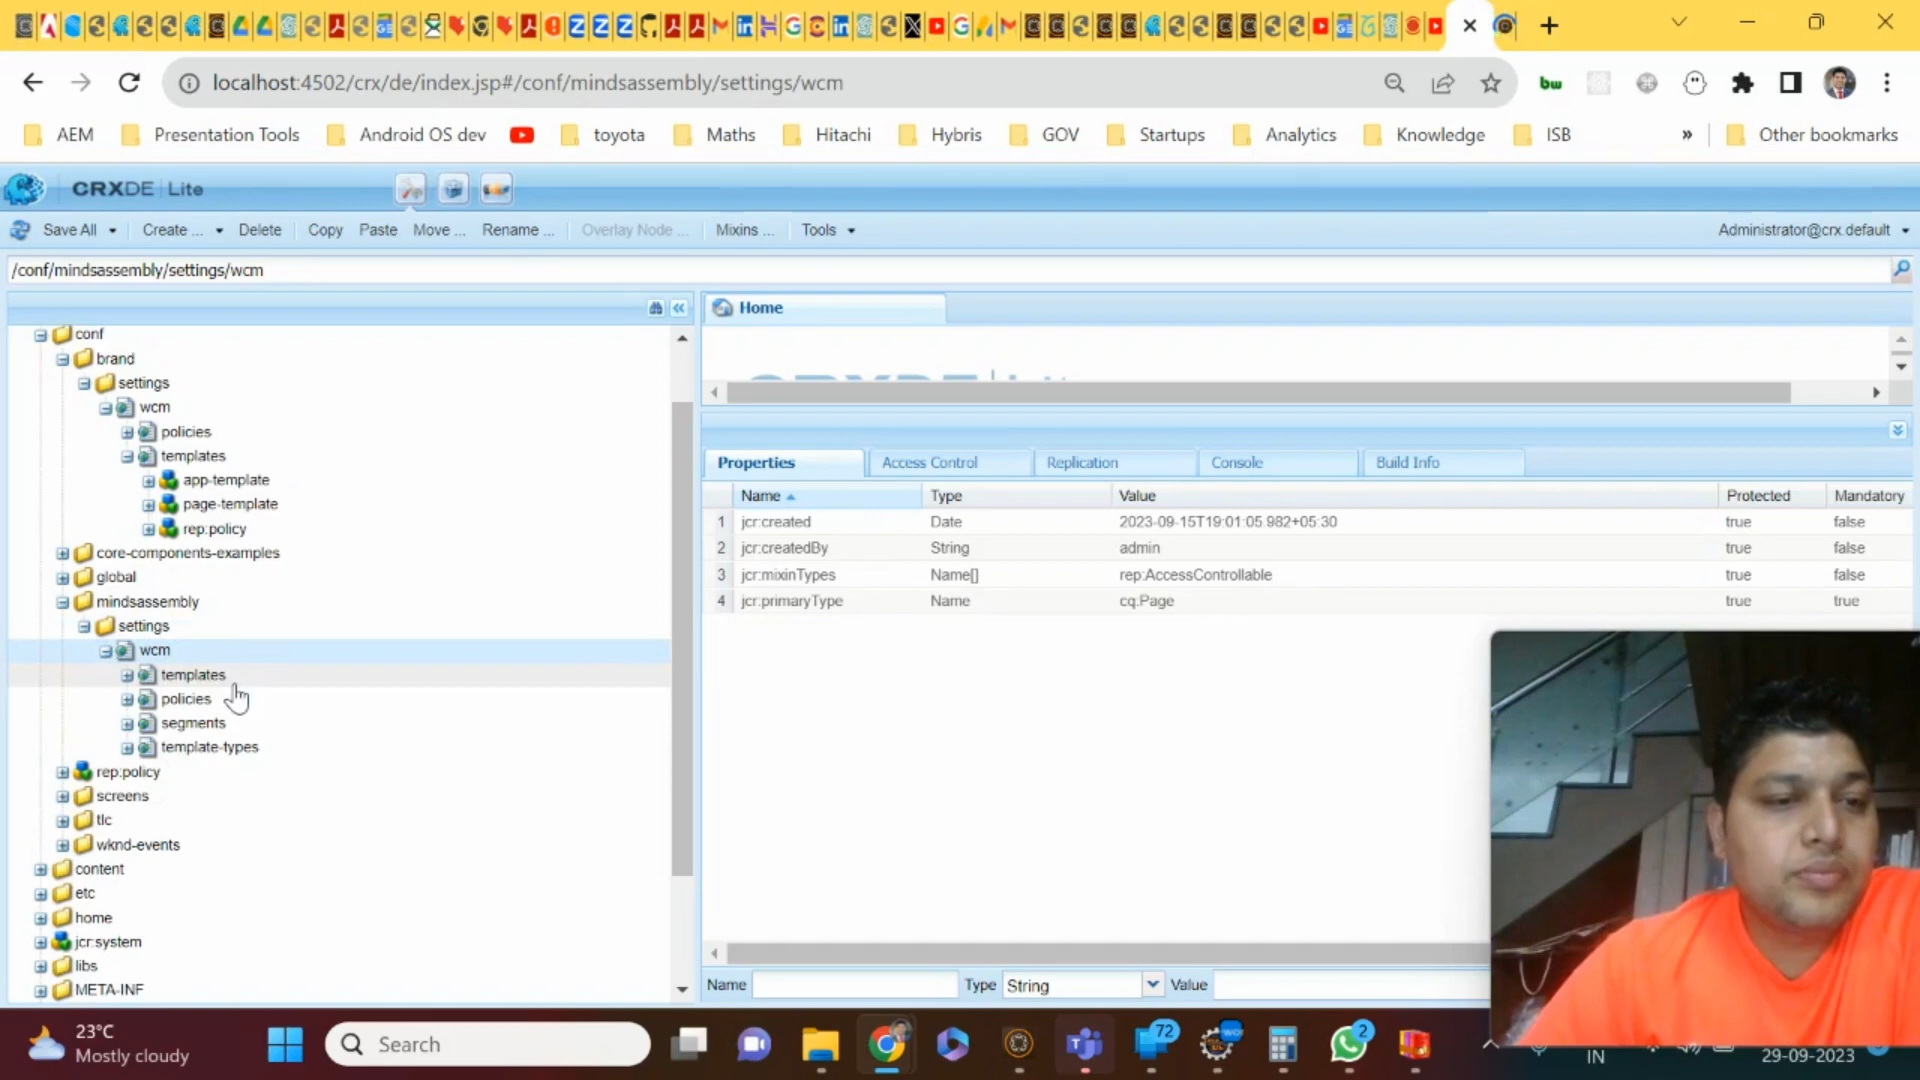 localhost:4502/crx/de/index.jsp#/conf/mindsassembly/settings/wcm
bw
AEM
Presentation Tools
Android OS dev
toyota
Maths
Hitachi
Hybris
GOV
Startups
Analytics
Knowledge
ISB
»
Other bookmarks
CRXDE | Lite
Save All
Create ...
Delete
Copy
Paste
Move ...
Rename ...
Overlay Node ...
Mixins ...
Tools
Administrator@crx.default
/conf/mindsassembly/settings/wcm
conf
brand
settings
wcm
policies
templates
app-template
page-template
rep:policy
core-components-examples
global
mindsassembly
settings
wcm
templates
policies
segments
template-types
rep:policy
screens
tlc
wknd-events
content
etc
home
jcr:system
libs
META-INF
Home
Properties
Access Control
Replication
Console
Build Info
Name Type Value Protected Mandatory
1 jcr:created Date 2023-09-15T19:01:05.982+05:30 true false
2 jcr:createdBy String admin true false
3 jcr:mixinTypes Name[] rep:AccessControllable true false
4 jcr:primaryType Name cq:Page true true
Name
Type String
Value
23°C
Mostly cloudy
Search
72
2
IN
29-09-2023